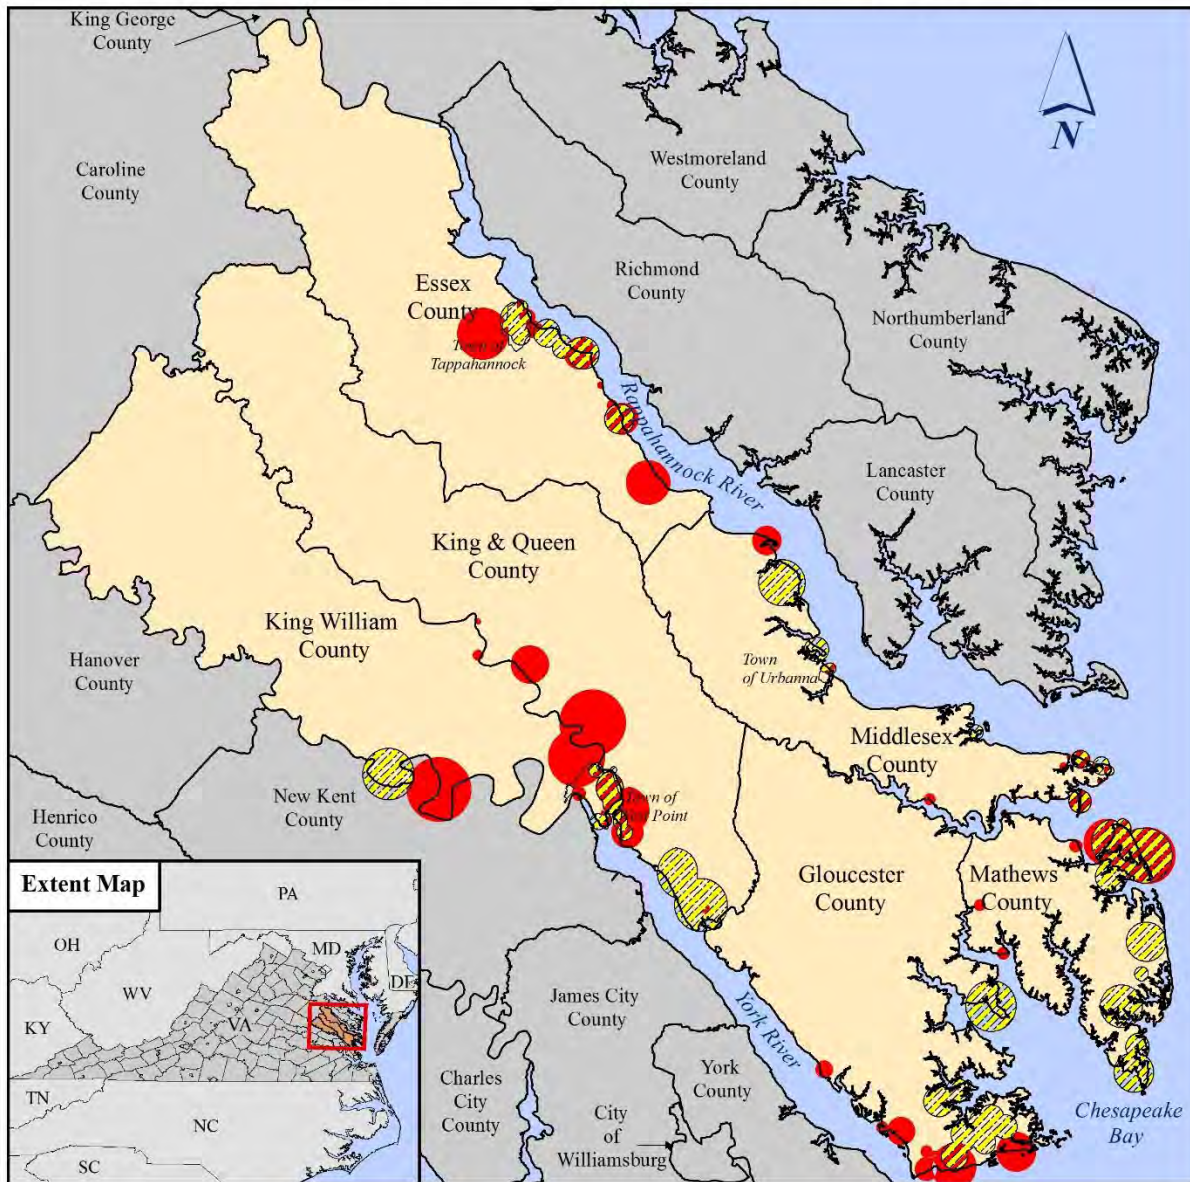 King George
County
Caroline
County
Westmoreland
County
N
Richmond
County
Essex
County
Northumberland
County
Town of
Tappahannock
Rappahannock River
Lancaster
County
King & Queen
County
King William
County
Hanover
County
Town
of Urbanna
Middlesex
County
New Kent
County
Town of
Point
Henrico
County
Gloucester
County
Mathews
County
Extent Map
PA
OH
MD
DE
WV
KY
VA
TN
NC
SC
James City
County
York River
York
County
Charles
City
County
City
of
Williamsburg
Chesapeake
Bay